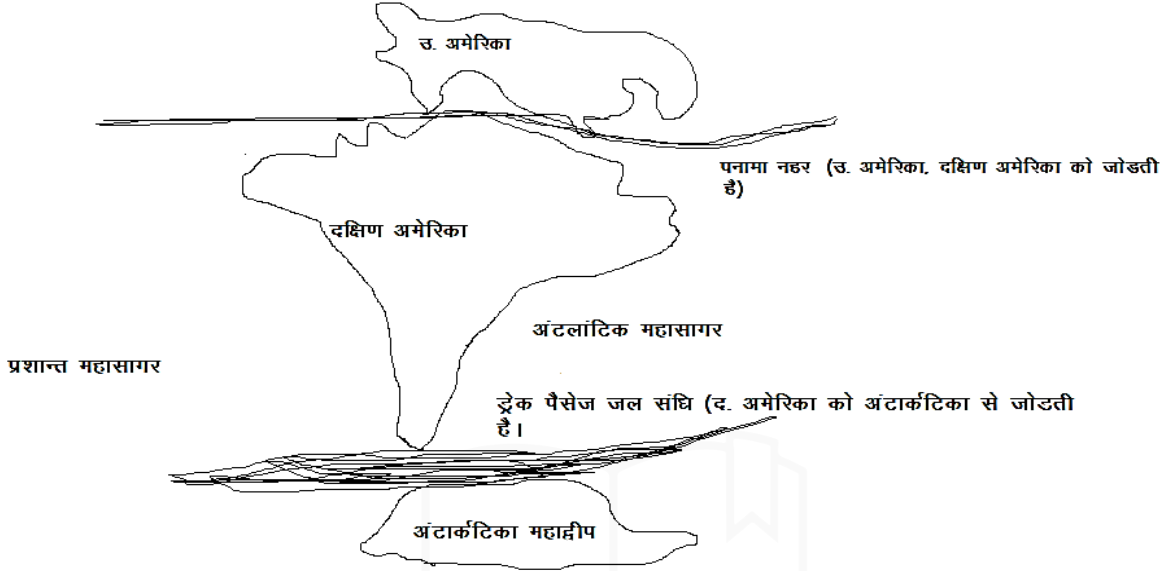 उ. अमेरिका
पनामा नहर (उ. अमेरिका, दक्षिण अमेरिका को जोडती
है)
दक्षिण अमेरिका
अंटलांटिक महासागर
प्रशान्त महासागर
ड्रेक पैसेज जल संधि (द. अमेरिका को अंटार्कटिका से जोडती
है।
अंटार्कटिका महाद्वीप